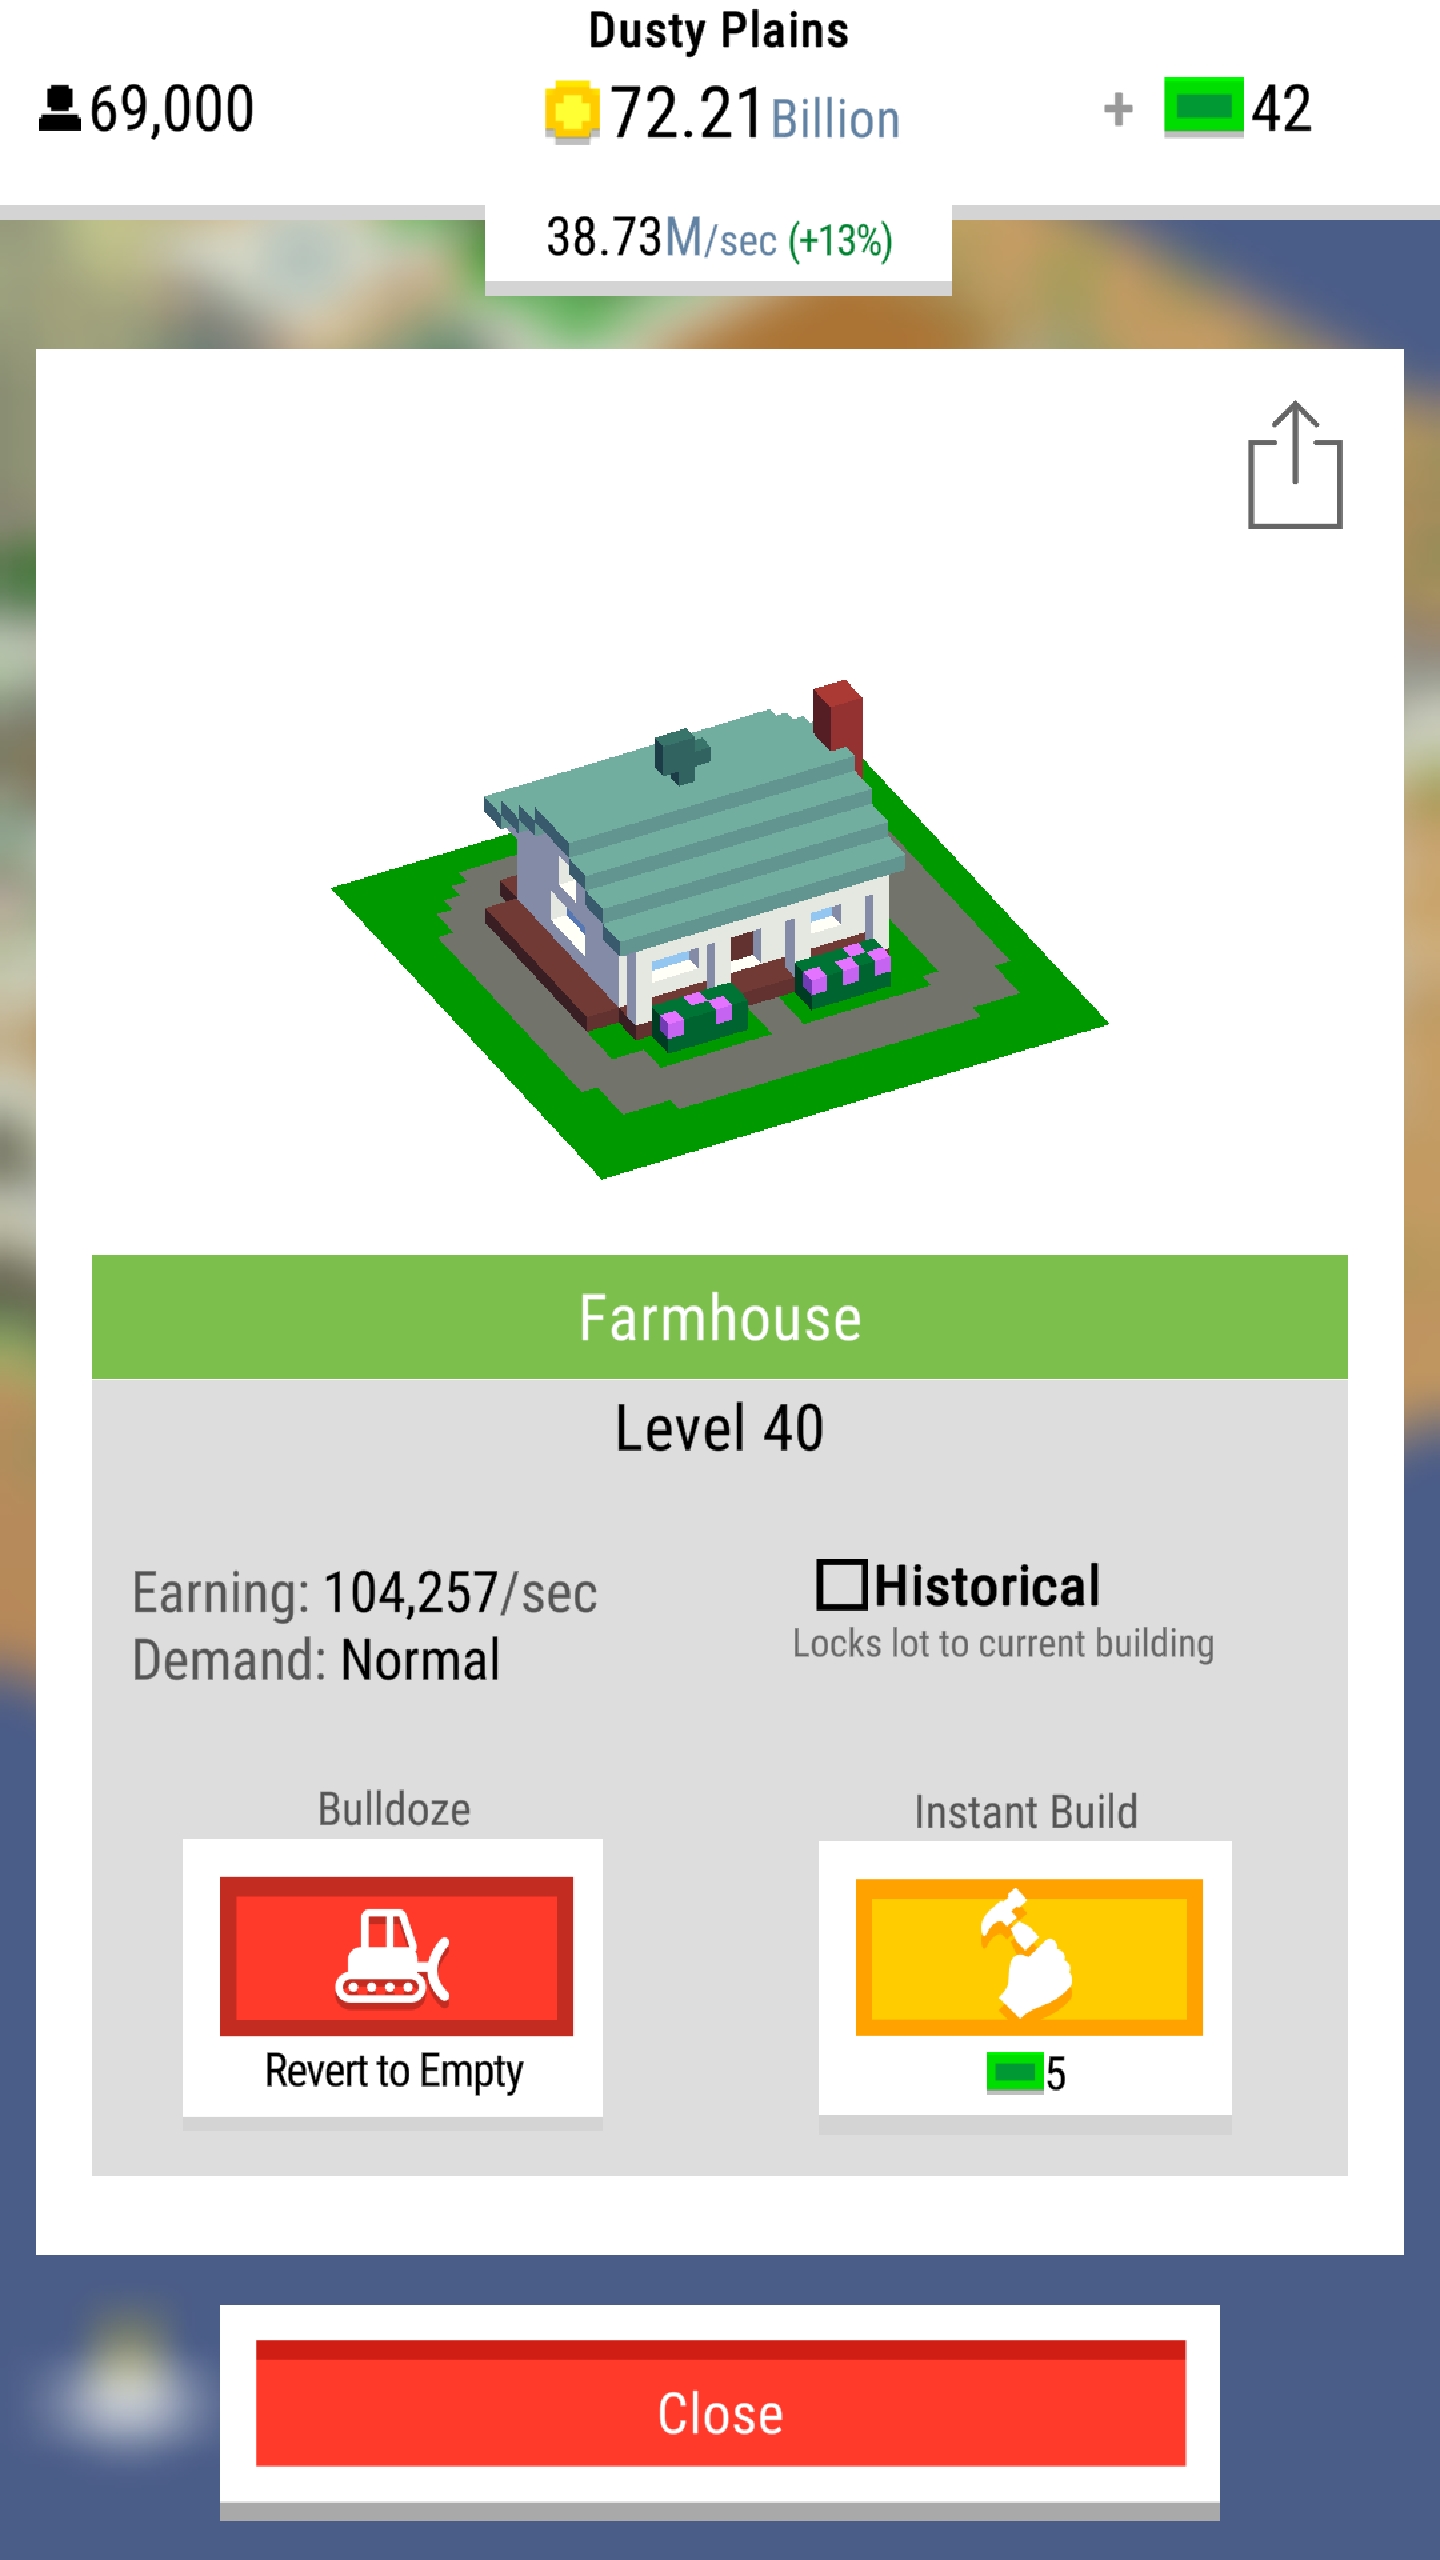 Dusty Plains
69,000
72.21 Billion
+ 42
38.73M/sec (+13%)
Farmhouse
Level 40
Earning: 104,257/sec
Demand: Normal
Historical
Locks lot to current building
Bulldoze
Revert to Empty
Instant Build
5
Close